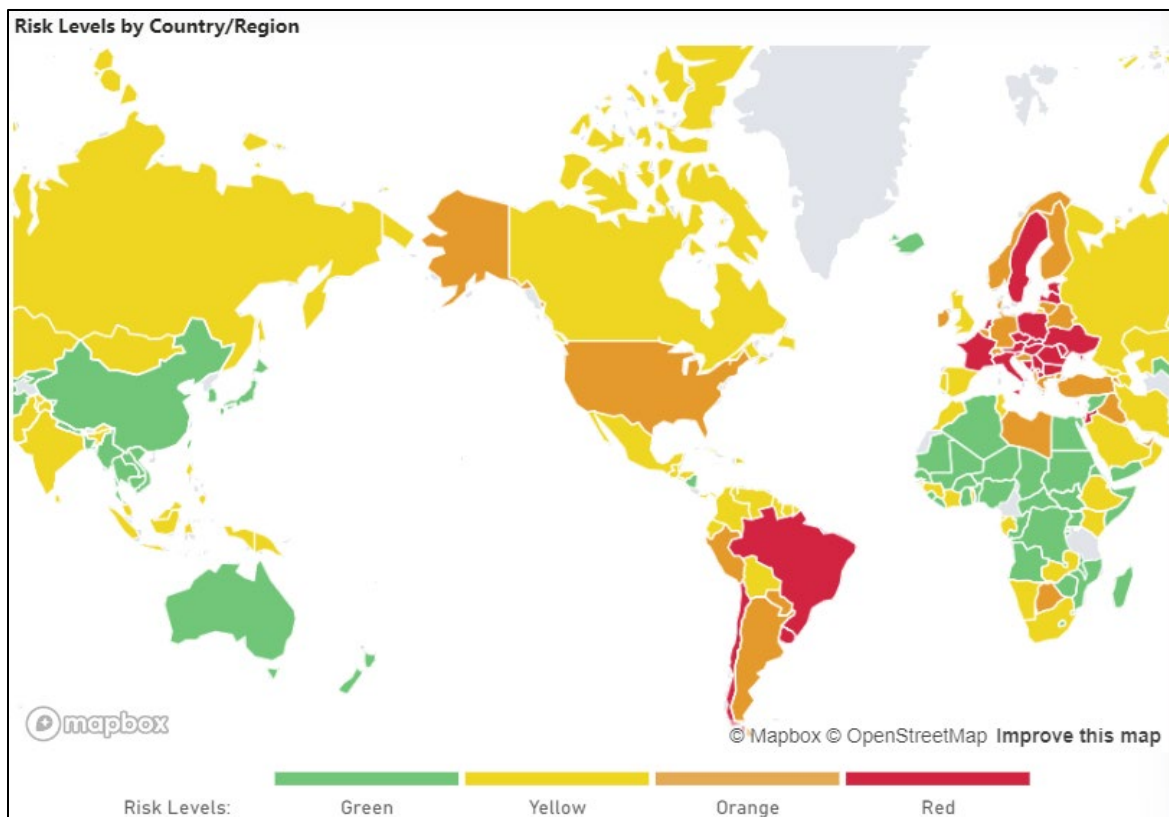 Risk Levels by Country/Region
mapbox
© Mapbox © OpenStreetMap Improve this map
Risk Levels: Green Yellow Orange Red